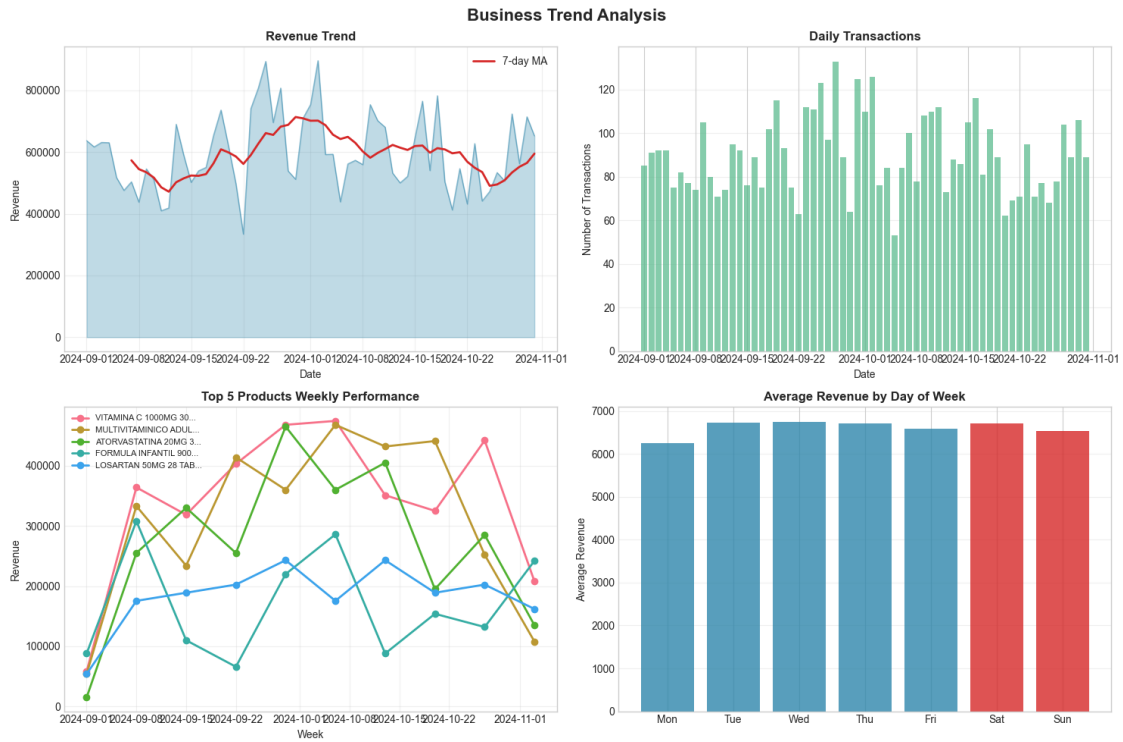 Business Trend Analysis
Revenue Trend
7-day MA
800000
600000
400000
200000
0
Revenue
2024-09-01 2024-09-08 2024-09-15 2024-09-22 2024-10-01 2024-10-08 2024-10-15 2024-10-22 2024-11-01
Date
Daily Transactions
120
100
80
60
40
20
0
Number of Transactions
2024-09-01 2024-09-08 2024-09-15 2024-09-22 2024-10-01 2024-10-08 2024-10-15 2024-10-22 2024-11-01
Date
Top 5 Products Weekly Performance
VITAMINA C 1000MG 30...
MULTIVITAMINICO ADUL...
ATORVASTATINA 20MG 3...
FORMULA INFANTIL 900...
LOSARTAN 50MG 28 TAB...
400000
300000
200000
100000
0
Revenue
2024-09-01 2024-09-08 2024-09-15 2024-09-22 2024-10-01 2024-10-08 2024-10-15 2024-10-22 2024-11-01
Week
Average Revenue by Day of Week
7000
6000
5000
4000
3000
2000
1000
0
Average Revenue
Mon Tue Wed Thu Fri Sat Sun